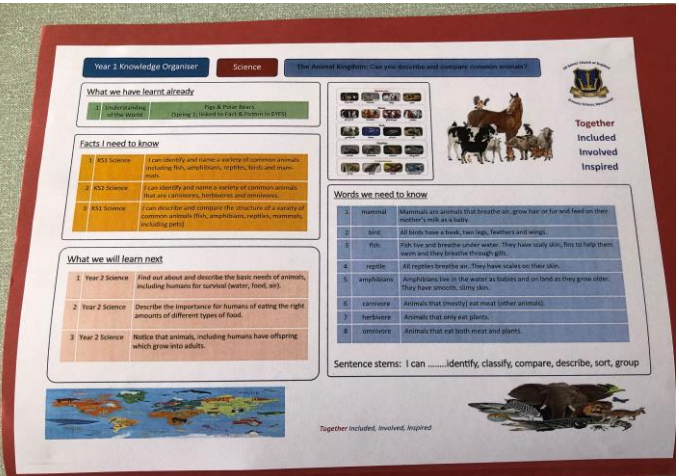 Year 1 Knowledge Organiser
Science
The Animal Kingdom: Can you describe and compare common animals?
What we have learnt already
1 Understanding of the World
Pigs & Polar Bears
(Spring 1, linked to Fact & Fiction in EYFS)
Facts I need to know
1 KS1 Science I can identify and name a variety of common animals
including fish, amphibians, reptiles, birds and mam-
mals.
2 KS1 Science I can identify and name a variety of common animals
that are carnivores, herbivores and omnivores.
3 KS1 Science I can describe and compare the structure of a variety of
common animals (fish, amphibians, reptiles, mammals,
including pets)
What we will learn next
1 Year 2 Science Find out about and describe the basic needs of animals,
including humans for survival (water, food, air).
2 Year 2 Science Describe the importance for humans of eating the right
amounts of different types of food.
3 Year 2 Science Notice that animals, including humans have offspring
which grow into adults.
Together
Included
Involved
Inspired
Words we need to know
1 mammal Mammals are animals that breathe air, grow hair or fur and feed on their
mother's milk as a baby.
2 bird All birds have a beak, two legs, feathers and wings.
3 fish Fish live and breathe under water. They have scaly skin, fins to help them
swim and they breathe through gills.
4 reptile All reptiles breathe air. They have scales on their skin.
5 amphibians Amphibians live in the water as babies and on land as they grow older.
They have smooth, slimy skin.
6 carnivore Animals that (mostly) eat meat (other animals).
7 herbivore Animals that only eat plants.
8 omnivore Animals that eat both meat and plants.
Sentence stems: I can ........identify, classify, compare, describe, sort, group
Together Included, Involved, Inspired